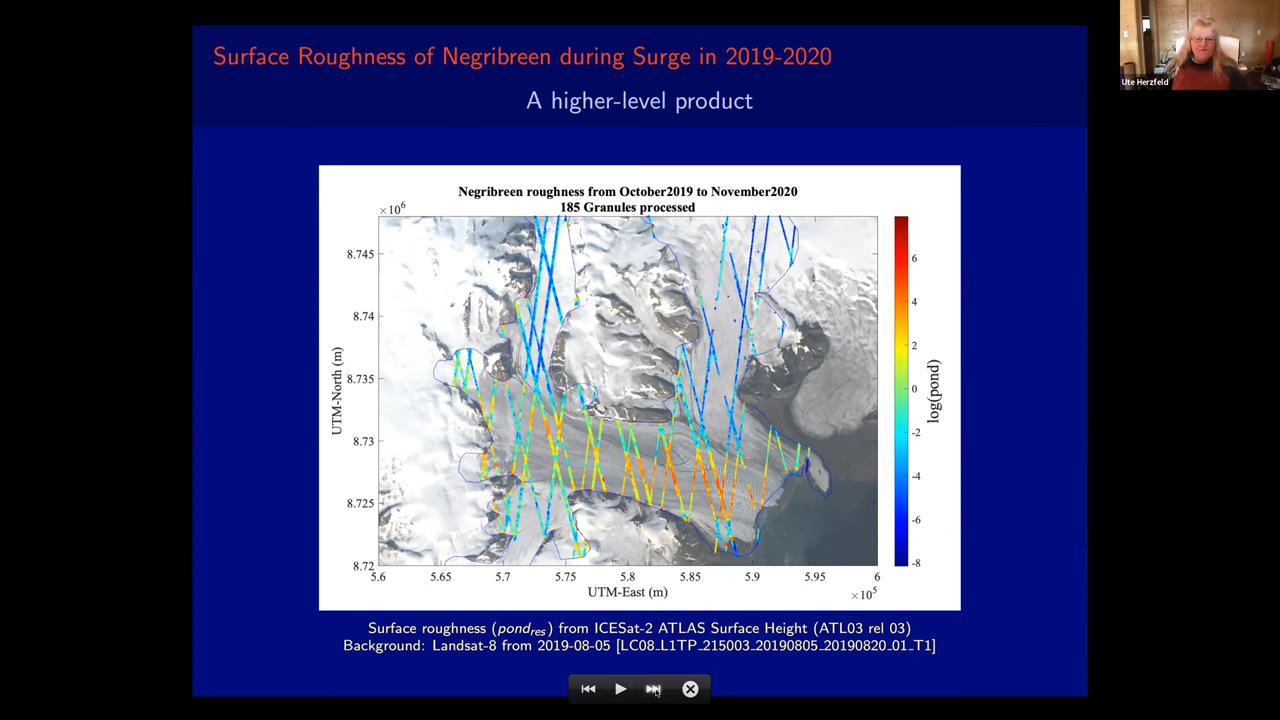 Surface Roughness of Negribreen during Surge in 2019-2020
A higher-level product
Ute Herzfeld
Negribreen roughness from October2019 to November2020
185 Granules processed
×10⁶
8.745
8.74
8.735
8.73
8.725
8.72
UTM-North (m)
5.6 5.65 5.7 5.75 5.8 5.85 5.9 5.95 6
UTM-East (m)
×10⁵
6
4
2
0
-2
-4
-6
-8
log(pond)
Surface roughness (pond_res) from ICESat-2 ATLAS Surface Height (ATL03 rel 03)
Background: Landsat-8 from 2019-08-05 [LC08_L1TP_215003_20190805_20190820_01_T1]